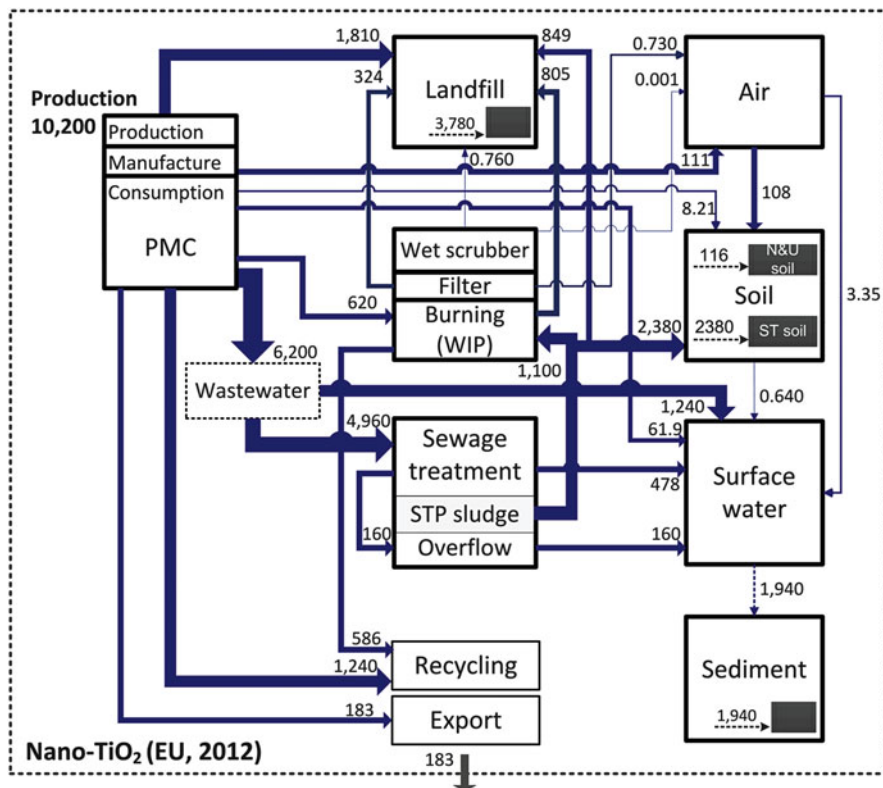 1,810
849
0.730
324
Landfill
805
0.001
Air
Production
10,200
3,780
Production
Manufacture
0.760
111
Consumption
8.21
108
PMC
Wet scrubber
116
N&U
soil
Filter
Soil
3.35
620
Burning
(WIP)
2,380
2380
ST soil
6,200
1,100
Wastewater
0.640
1,240
4,960
61.9
Sewage
treatment
478
Surface
water
STP sludge
160
Overflow
160
1,940
586
Recycling
1,240
Sediment
183
Export
1,940
Nano-TiO₂ (EU, 2012)
183